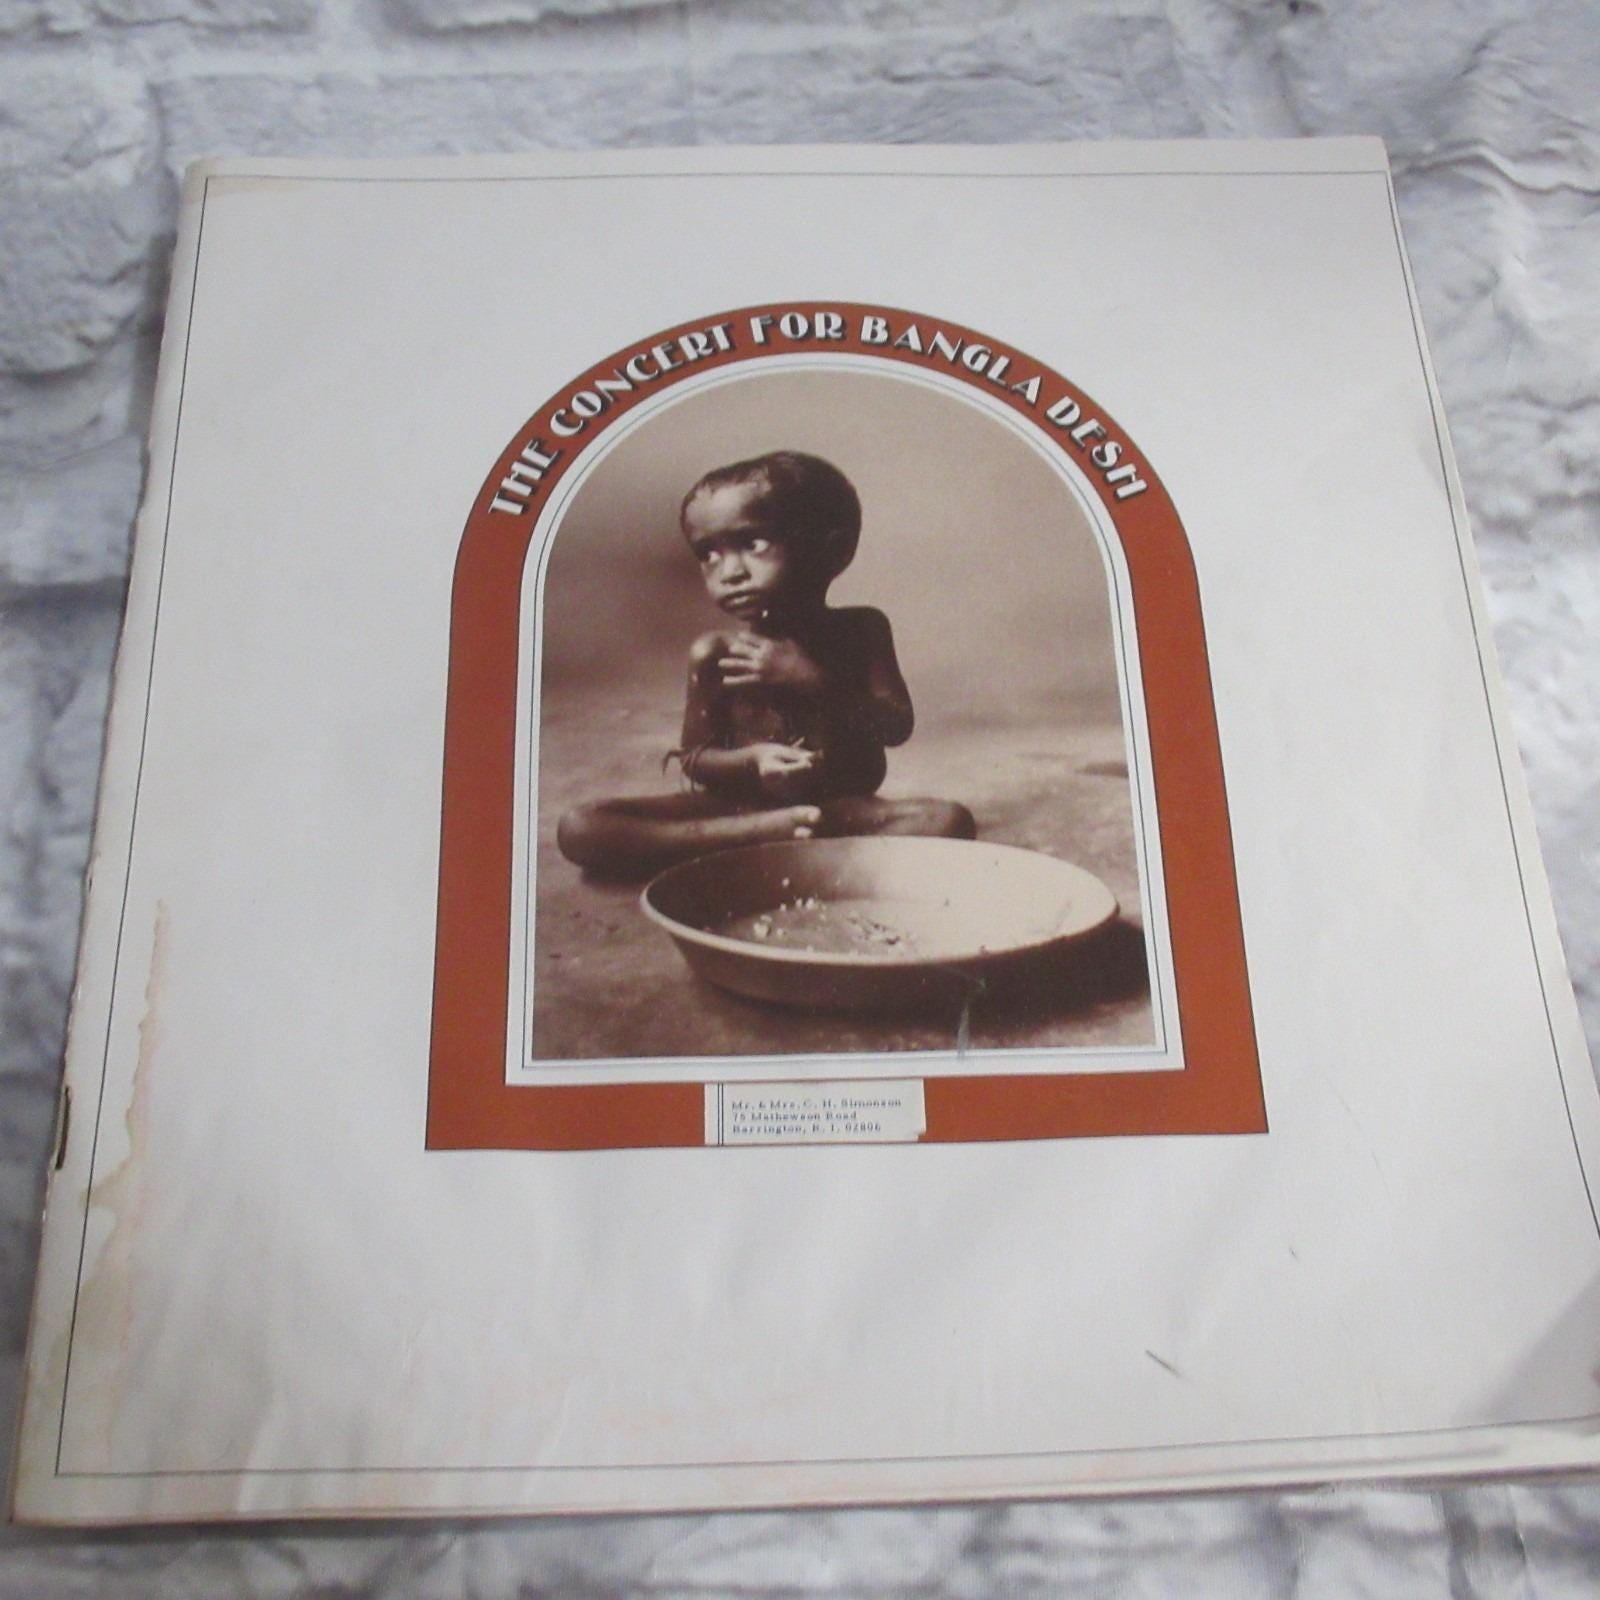 THE CONCERT FOR BANGLA DESH
Mr. & Mrs. C. H. Simonson
75 Mathewson Road
Barrington, R. I. 02806